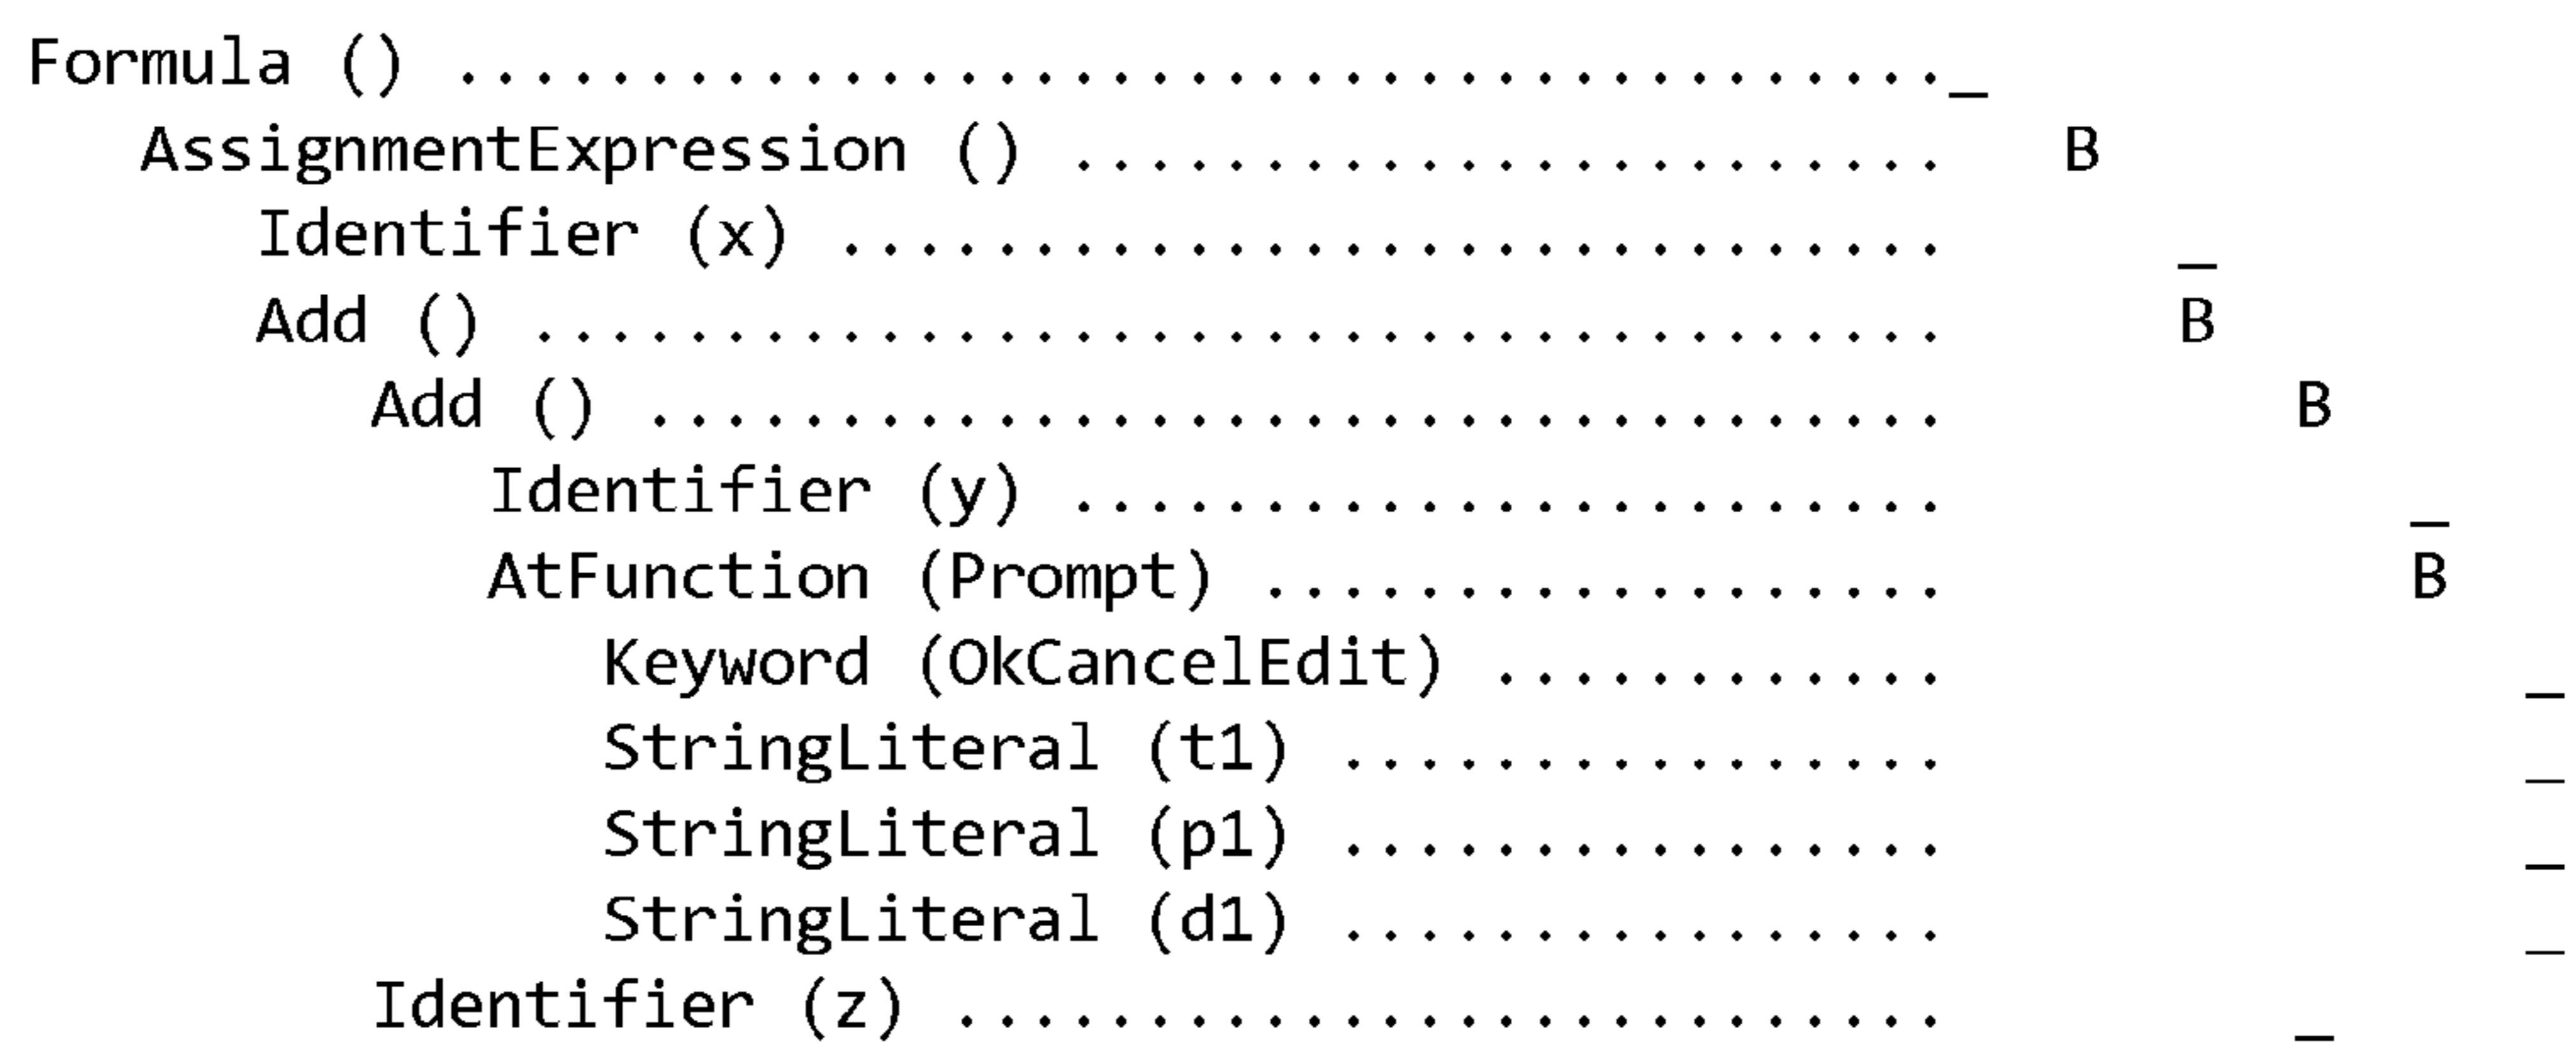 Formula () ......................................._
   AssignmentExpression () .......................   B
      Identifier (x) .............................      _
      Add () .....................................      B
         Add () ..................................         B
            Identifier (y) .......................            _
            AtFunction (Prompt) ..................            B
               Keyword (OkCancelEdit) ............               _
               StringLiteral (t1) ................               _
               StringLiteral (p1) ................               _
               StringLiteral (d1) ................               _
         Identifier (z) ..........................         _